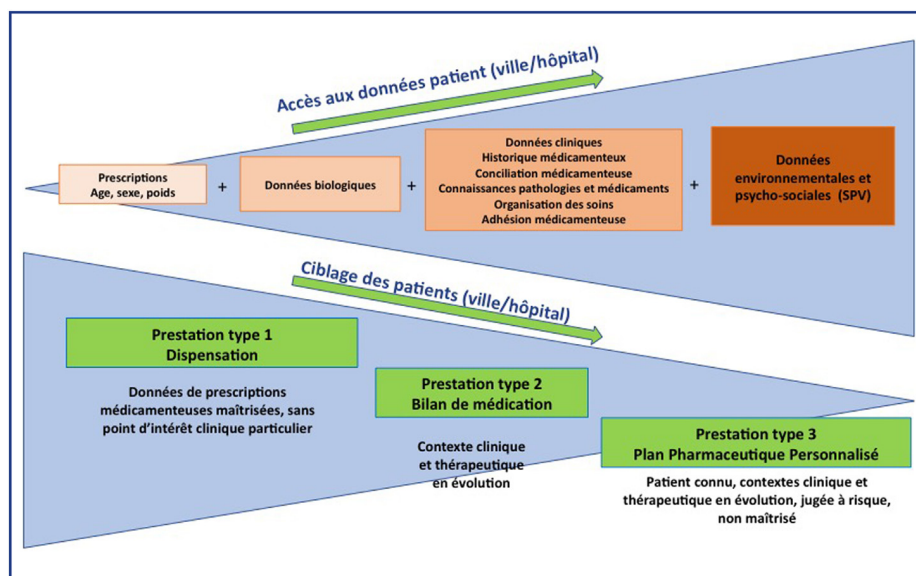 Accès aux données patient (ville/hôpital)
Prescriptions
Age, sexe, poids
+
Données biologiques
+
Données cliniques
Historique médicamenteux
Conciliation médicamenteuse
Connaissances pathologies et médicaments
Organisation des soins
Adhésion médicamenteuse
+
Données
environnementales et
psycho-sociales (SPV)
Ciblage des patients (ville/hôpital)
Prestation type 1
Dispensation
Données de prescriptions
médicamenteuses maîtrisées, sans
point d'intérêt clinique particulier
Prestation type 2
Bilan de médication
Contexte clinique
et thérapeutique
en évolution
Prestation type 3
Plan Pharmaceutique Personnalisé
Patient connu, contextes clinique et
thérapeutique en évolution, jugée à risque,
non maîtrisé